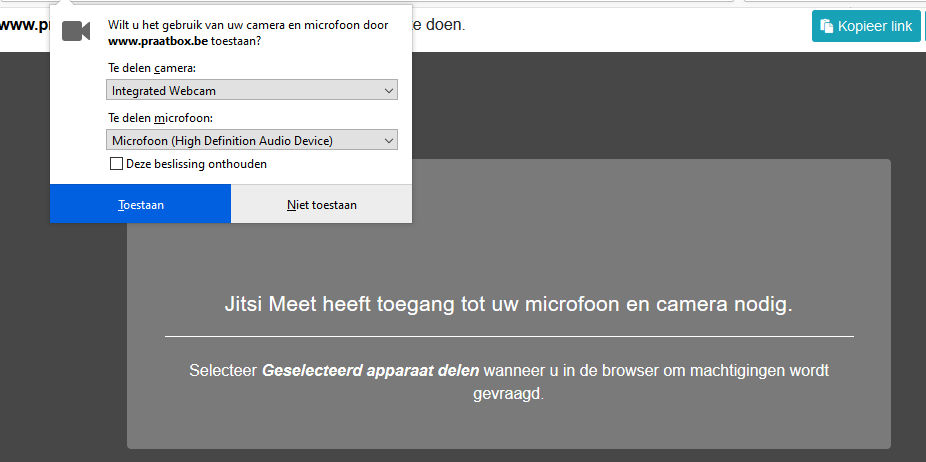 Wilt u het gebruik van uw camera en microfoon door
www.praatbox.be toestaan?
Te delen camera:
Integrated Webcam
Te delen microfoon:
Microfoon (High Definition Audio Device)
Deze beslissing onthouden
Toestaan
Niet toestaan
te doen.
Kopieer link
Jitsi Meet heeft toegang tot uw microfoon en camera nodig.
Selecteer Geselecteerd apparaat delen wanneer u in de browser om machtigingen wordt
gevraagd.